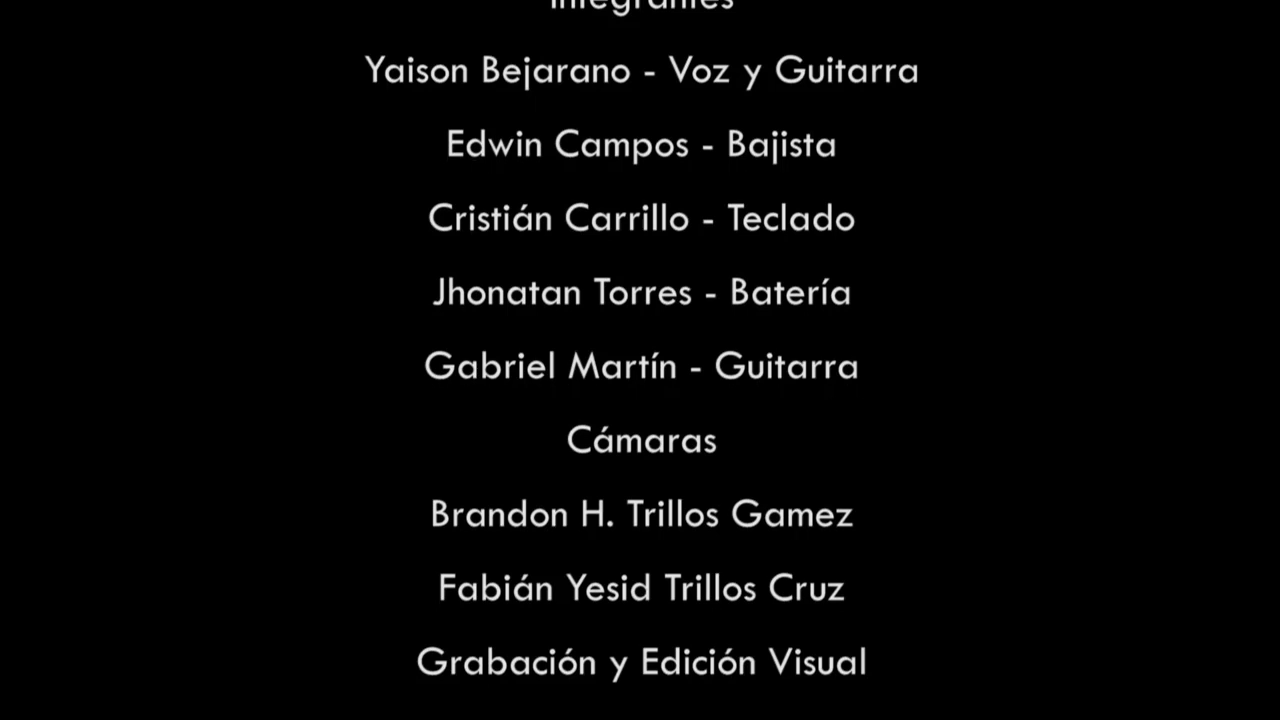 Integrantes
Yaison Bejarano - Voz y Guitarra
Edwin Campos - Bajista
Cristián Carrillo - Teclado
Jhonatan Torres - Batería
Gabriel Martín - Guitarra
Cámaras
Brandon H. Trillos Gamez
Fabián Yesid Trillos Cruz
Grabación y Edición Visual